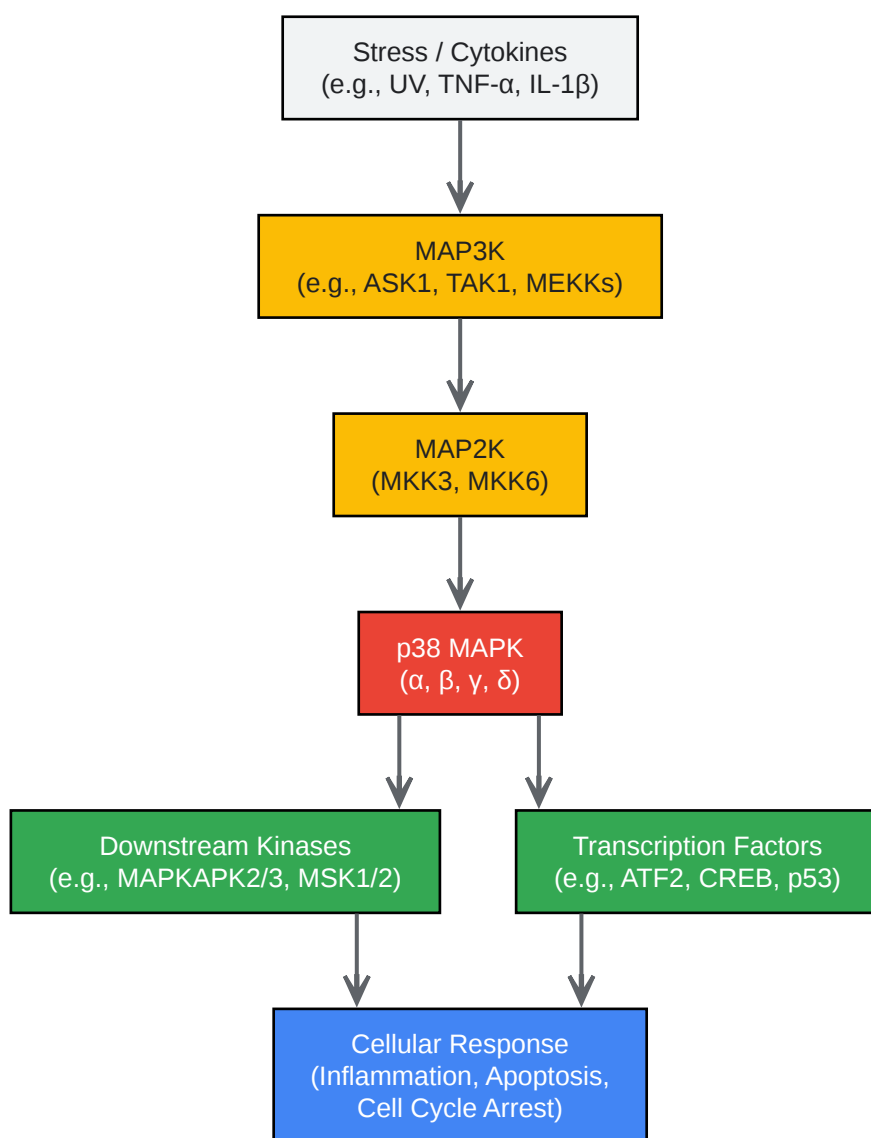 Stress / Cytokines
(e.g., UV, TNF-α, IL-1β)
MAP3K
(e.g., ASK1, TAK1, MEKKs)
MAP2K
(MKK3, MKK6)
p38 MAPK
(α, β, γ, δ)
Downstream Kinases
(e.g., MAPKAPK2/3, MSK1/2)
Transcription Factors
(e.g., ATF2, CREB, p53)
Cellular Response
(Inflammation, Apoptosis,
Cell Cycle Arrest)